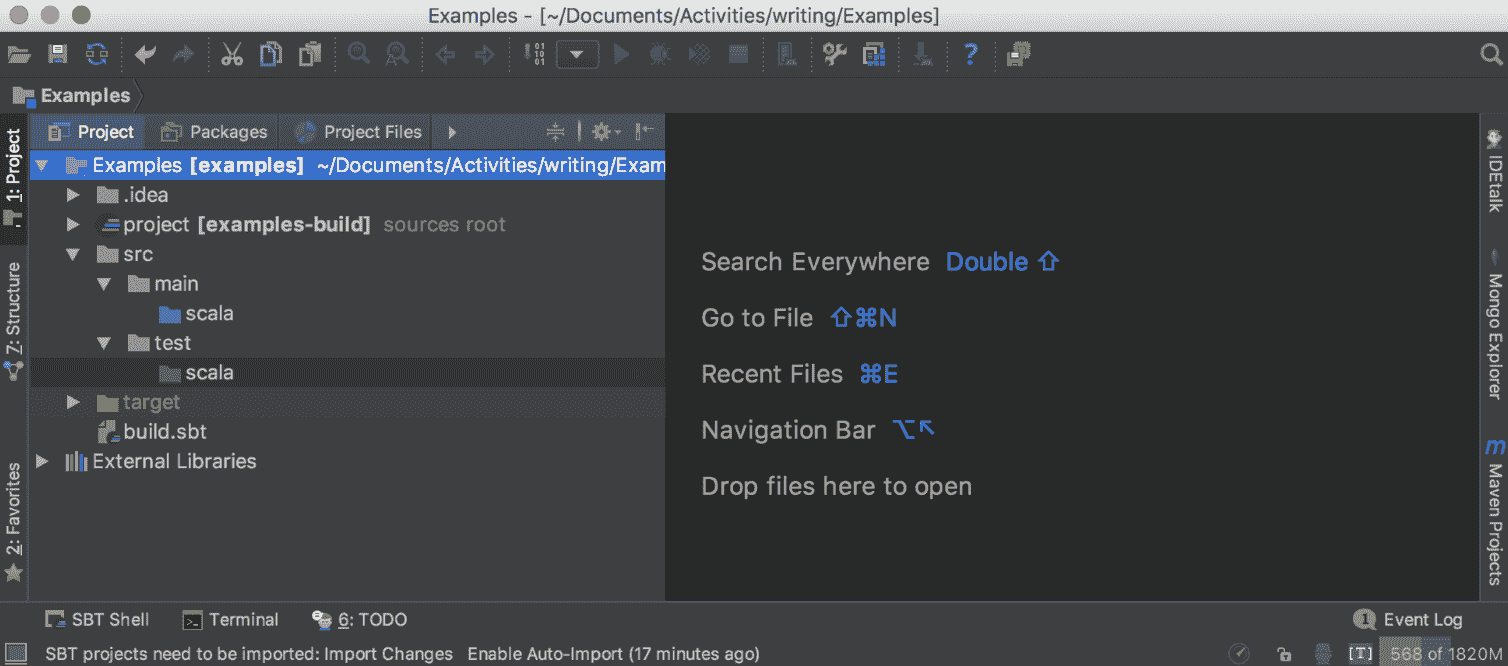 Examples - [~/Documents/Activities/writing/Examples]
Examples
Project Packages Project Files
Examples [examples] ~/Documents/Activities/writing/Exam
.idea
project [examples-build] sources root
src
main
scala
test
scala
target
build.sbt
External Libraries
1: Project
Z: Structure
2: Favorites
Search Everywhere Double ⇧
Go to File ⇧⌘N
Recent Files ⌘E
Navigation Bar ⌥↖
Drop files here to open
IDEtalk
Mongo Explorer
m Maven Projects
SBT Shell Terminal 6: TODO 1 Event Log
SBT projects need to be imported: Import Changes Enable Auto-Import (17 minutes ago) [T] 568 of 1820M